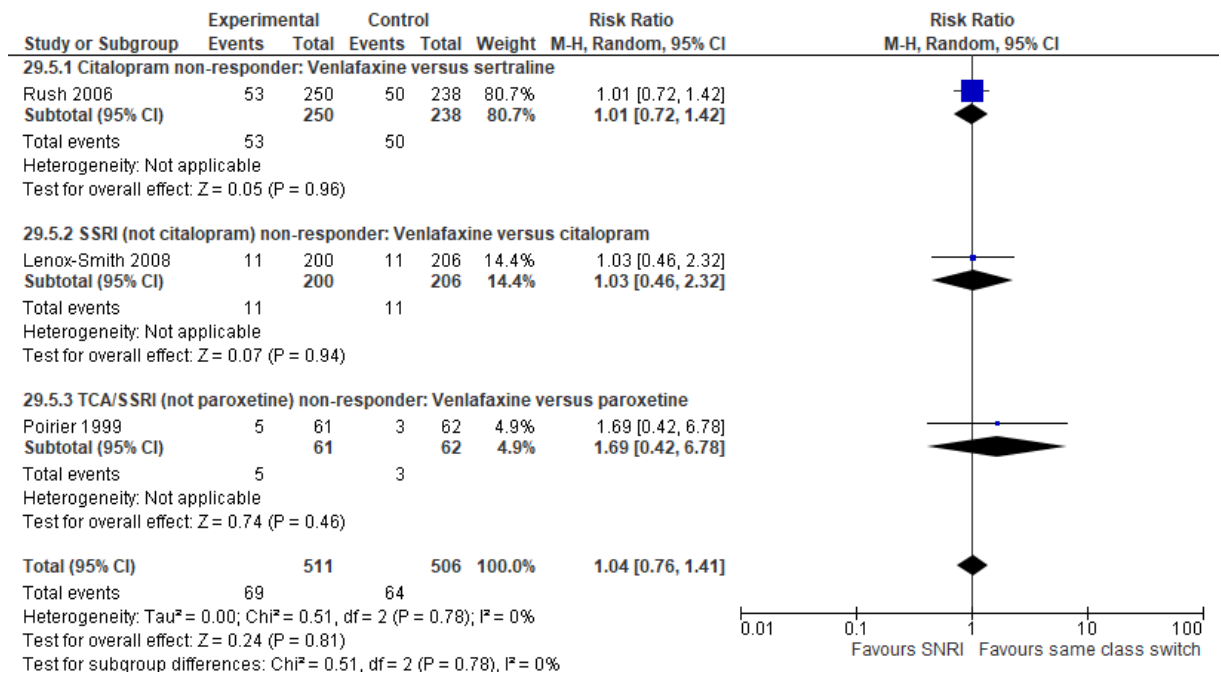 Experimental Control Risk Ratio Risk Ratio
Study or Subgroup Events Total Events Total Weight M-H, Random, 95% CI M-H, Random, 95% CI
29.5.1 Citalopram non-responder: Venlafaxine versus sertraline
Rush 2006 53 250 50 238 80.7% 1.01 [0.72, 1.42]
Subtotal (95% CI) 250 238 80.7% 1.01 [0.72, 1.42]
Total events 53 50
Heterogeneity: Not applicable
Test for overall effect: Z = 0.05 (P = 0.96)
29.5.2 SSRI (not citalopram) non-responder: Venlafaxine versus citalopram
Lenox-Smith 2008 11 200 11 206 14.4% 1.03 [0.46, 2.32]
Subtotal (95% CI) 200 206 14.4% 1.03 [0.46, 2.32]
Total events 11 11
Heterogeneity: Not applicable
Test for overall effect: Z = 0.07 (P = 0.94)
29.5.3 TCA/SSRI (not paroxetine) non-responder: Venlafaxine versus paroxetine
Poirier 1999 5 61 3 62 4.9% 1.69 [0.42, 6.78]
Subtotal (95% CI) 61 62 4.9% 1.69 [0.42, 6.78]
Total events 5 3
Heterogeneity: Not applicable
Test for overall effect: Z = 0.74 (P = 0.46)
Total (95% CI) 511 506 100.0% 1.04 [0.76, 1.41]
Total events 69 64
Heterogeneity: Tau² = 0.00; Chi² = 0.51, df = 2 (P = 0.78); I² = 0%
Test for overall effect: Z = 0.24 (P = 0.81)
Test for subgroup differences: Chi² = 0.51, df = 2 (P = 0.78), I² = 0%
0.01 0.1 1 10 100
Favours SNRI Favours same class switch